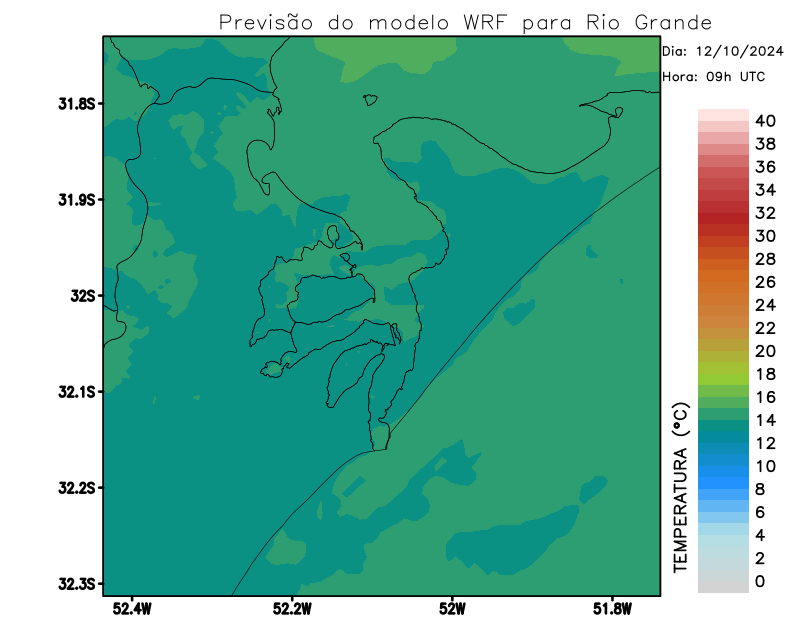 Previsão do modelo WRF para Rio Grande
Dia: 12/10/2024
Hora: 09h UTC
31.8S
31.9S
32S
32.1S
32.2S
32.3S
52.4W
52.2W
52W
51.8W
TEMPERATURA (°C)
40
38
36
34
32
30
28
26
24
22
20
18
16
14
12
10
8
6
4
2
0